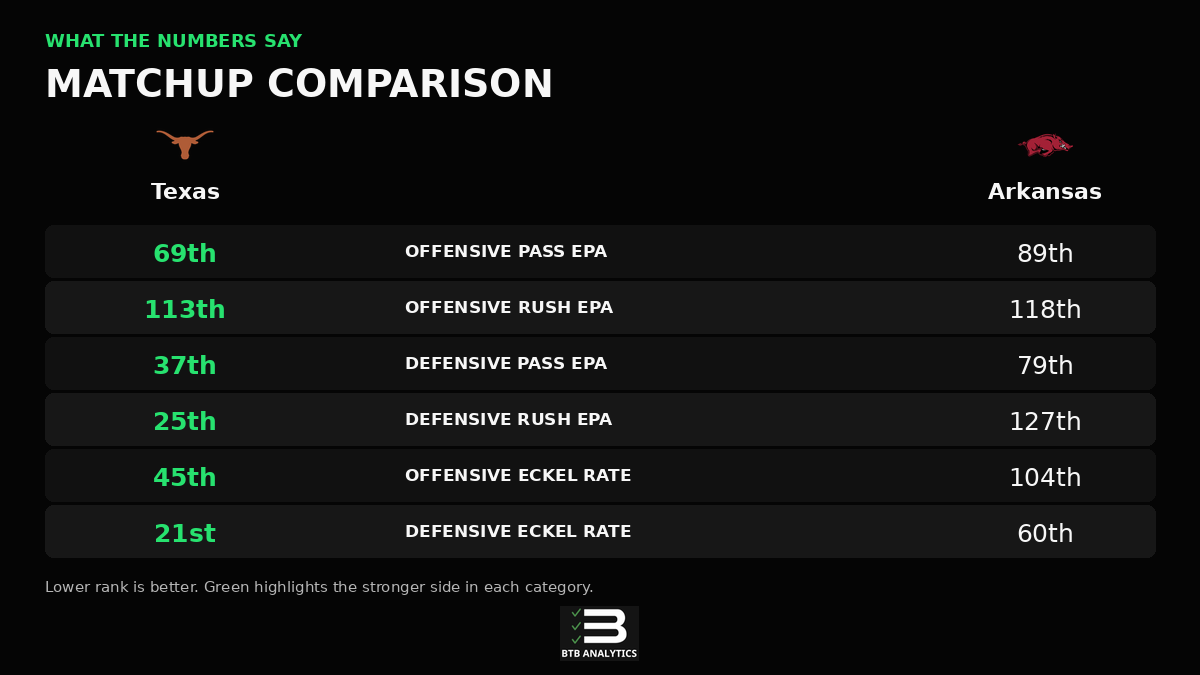 WHAT THE NUMBERS SAY
MATCHUP COMPARISON
Texas Arkansas
69th OFFENSIVE PASS EPA 89th
113th OFFENSIVE RUSH EPA 118th
37th DEFENSIVE PASS EPA 79th
25th DEFENSIVE RUSH EPA 127th
45th OFFENSIVE ECKEL RATE 104th
21st DEFENSIVE ECKEL RATE 60th
Lower rank is better. Green highlights the stronger side in each category.
BTB ANALYTICS